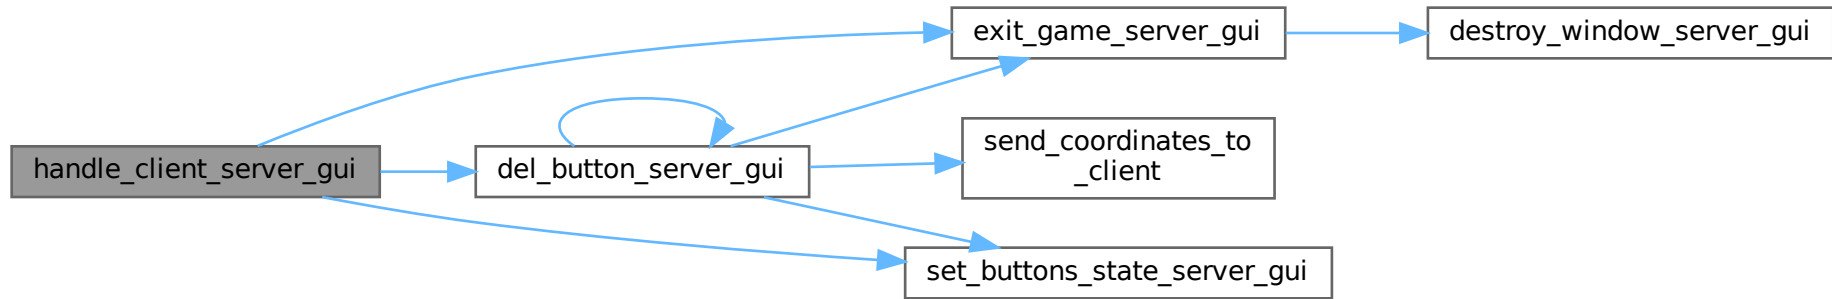 handle_client_server_gui
del_button_server_gui
exit_game_server_gui
destroy_window_server_gui
send_coordinates_to
_client
set_buttons_state_server_gui